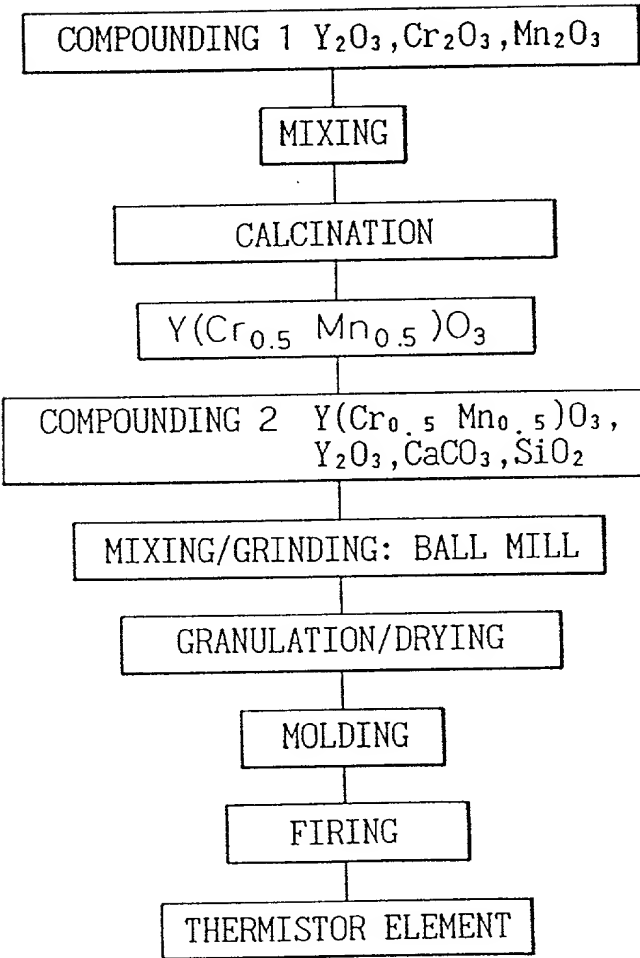 COMPOUNDING 1 Y₂O₃,Cr₂O₃,Mn₂O₃
MIXING
CALCINATION
Y(Cr₀.₅ Mn₀.₅)O₃
COMPOUNDING 2 Y(Cr₀.₅ Mn₀.₅)O₃,
Y₂O₃,CaCO₃,SiO₂
MIXING/GRINDING: BALL MILL
GRANULATION/DRYING
MOLDING
FIRING
THERMISTOR ELEMENT